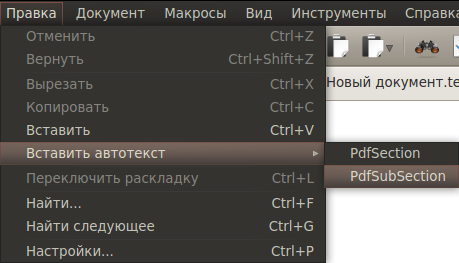 Правка Документ Макросы Вид Инструменты Справка
Отменить Ctrl+Z
Вернуть Ctrl+Shift+Z
Вырезать Ctrl+X
Новый документ.te
Копировать Ctrl+C
Вставить Ctrl+V
Вставить автотекст PdfSection
Переключить раскладку Ctrl+L PdfSubSection
Найти... Ctrl+F
Найти следующее Ctrl+G
Настройки... Ctrl+P